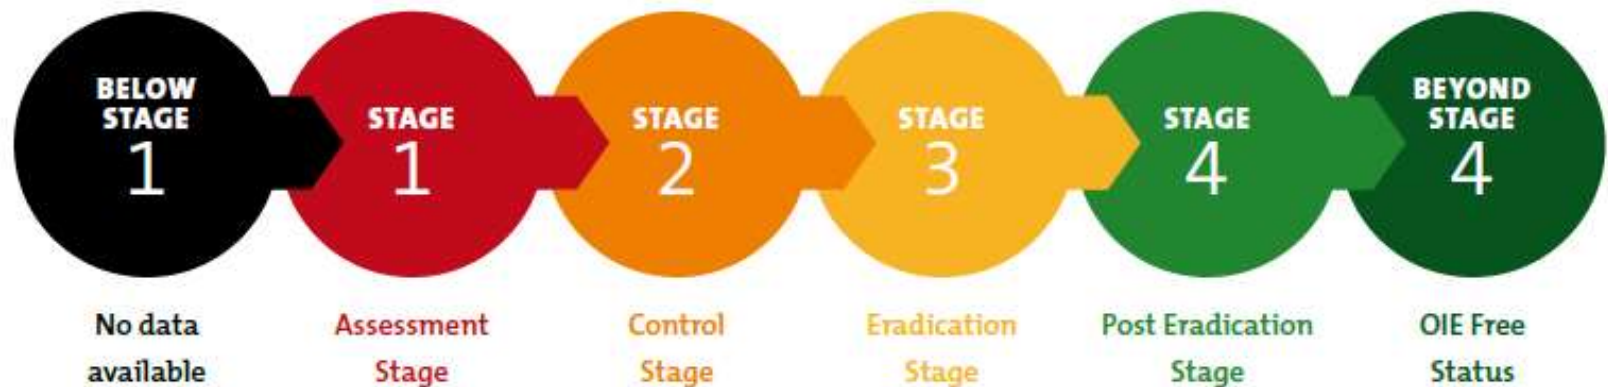 BELOW
STAGE
1
No data
available
STAGE
1
Assessment
Stage
STAGE
2
Control
Stage
STAGE
3
Eradication
Stage
STAGE
4
Post Eradication
Stage
BEYOND
STAGE
4
OIE Free
Status